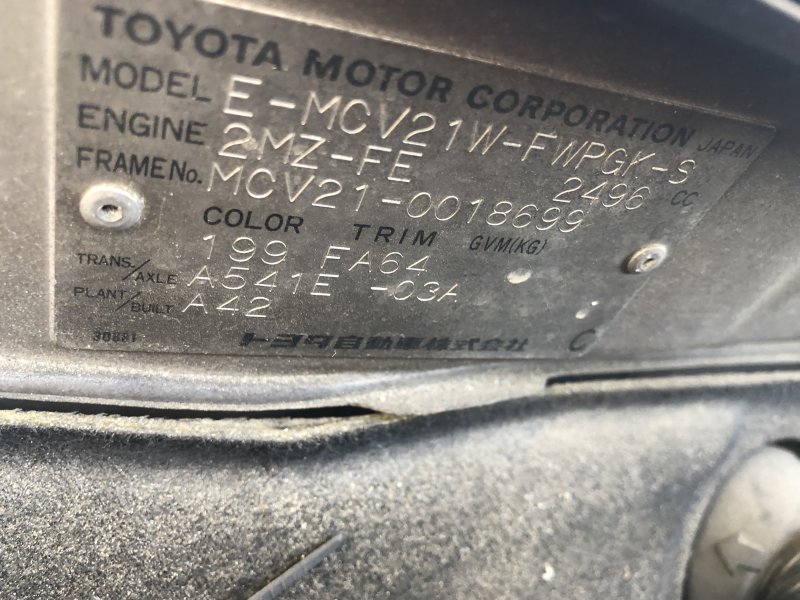 TOYOTA MOTOR CORPORATION JAPAN
MODEL E-MCV21W-FWPGK-S
ENGINE 2MZ-FE 2496 CC
FRAME No. MCV21-0018699
COLOR TRIM GVM(KG)
199 FA64
TRANS/AXLE A541E -03A
PLANT/BUILT A42
30881
トヨタ自動車株式会社 C